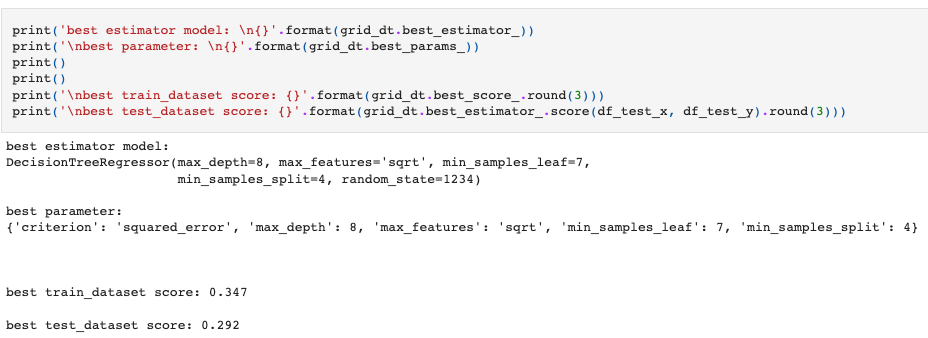 print('best estimator model: \n{}'.format(grid_dt.best_estimator_))
print('\nbest parameter: \n{}'.format(grid_dt.best_params_))
print()
print()
print('\nbest train_dataset score: {}'.format(grid_dt.best_score_.round(3)))
print('\nbest test_dataset score: {}'.format(grid_dt.best_estimator_.score(df_test_x, df_test_y).round(3)))
best estimator model:
DecisionTreeRegressor(max_depth=8, max_features='sqrt', min_samples_leaf=7,
min_samples_split=4, random_state=1234)
best parameter:
{'criterion': 'squared_error', 'max_depth': 8, 'max_features': 'sqrt', 'min_samples_leaf': 7, 'min_samples_split': 4}
best train_dataset score: 0.347
best test_dataset score: 0.292